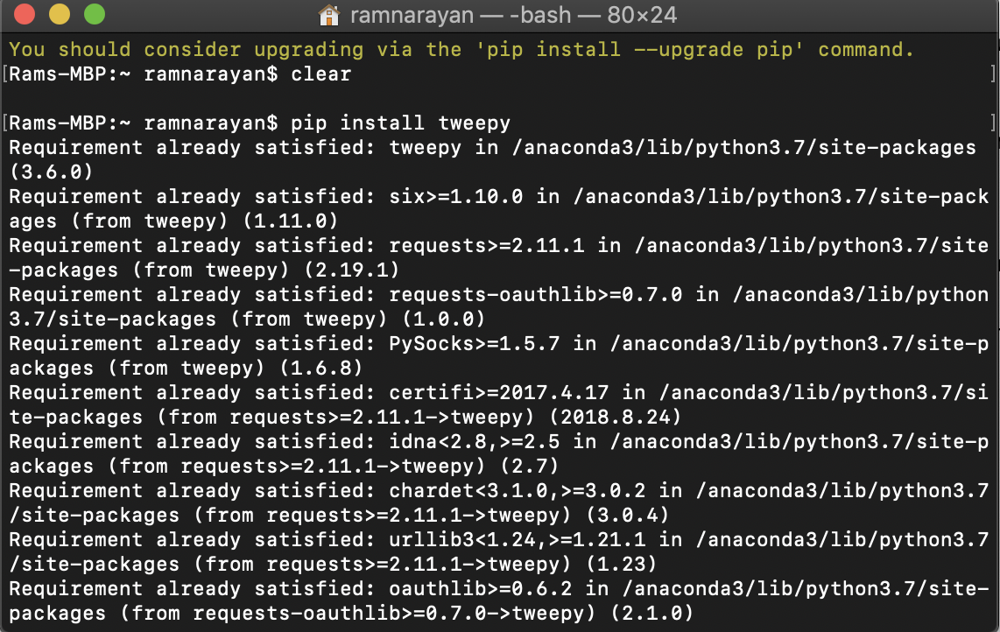 ramnarayan — -bash — 80×24
You should consider upgrading via the 'pip install --upgrade pip' command.
[Rams-MBP:~ ramnarayan$ clear ]
[Rams-MBP:~ ramnarayan$ pip install tweepy ]
Requirement already satisfied: tweepy in /anaconda3/lib/python3.7/site-packages
(3.6.0)
Requirement already satisfied: six>=1.10.0 in /anaconda3/lib/python3.7/site-pack
ages (from tweepy) (1.11.0)
Requirement already satisfied: requests>=2.11.1 in /anaconda3/lib/python3.7/site
-packages (from tweepy) (2.19.1)
Requirement already satisfied: requests-oauthlib>=0.7.0 in /anaconda3/lib/python
3.7/site-packages (from tweepy) (1.0.0)
Requirement already satisfied: PySocks>=1.5.7 in /anaconda3/lib/python3.7/site-p
ackages (from tweepy) (1.6.8)
Requirement already satisfied: certifi>=2017.4.17 in /anaconda3/lib/python3.7/si
te-packages (from requests>=2.11.1->tweepy) (2018.8.24)
Requirement already satisfied: idna<2.8,>=2.5 in /anaconda3/lib/python3.7/site-p
ackages (from requests>=2.11.1->tweepy) (2.7)
Requirement already satisfied: chardet<3.1.0,>=3.0.2 in /anaconda3/lib/python3.7
/site-packages (from requests>=2.11.1->tweepy) (3.0.4)
Requirement already satisfied: urllib3<1.24,>=1.21.1 in /anaconda3/lib/python3.7
/site-packages (from requests>=2.11.1->tweepy) (1.23)
Requirement already satisfied: oauthlib>=0.6.2 in /anaconda3/lib/python3.7/site-
packages (from requests-oauthlib>=0.7.0->tweepy) (2.1.0)